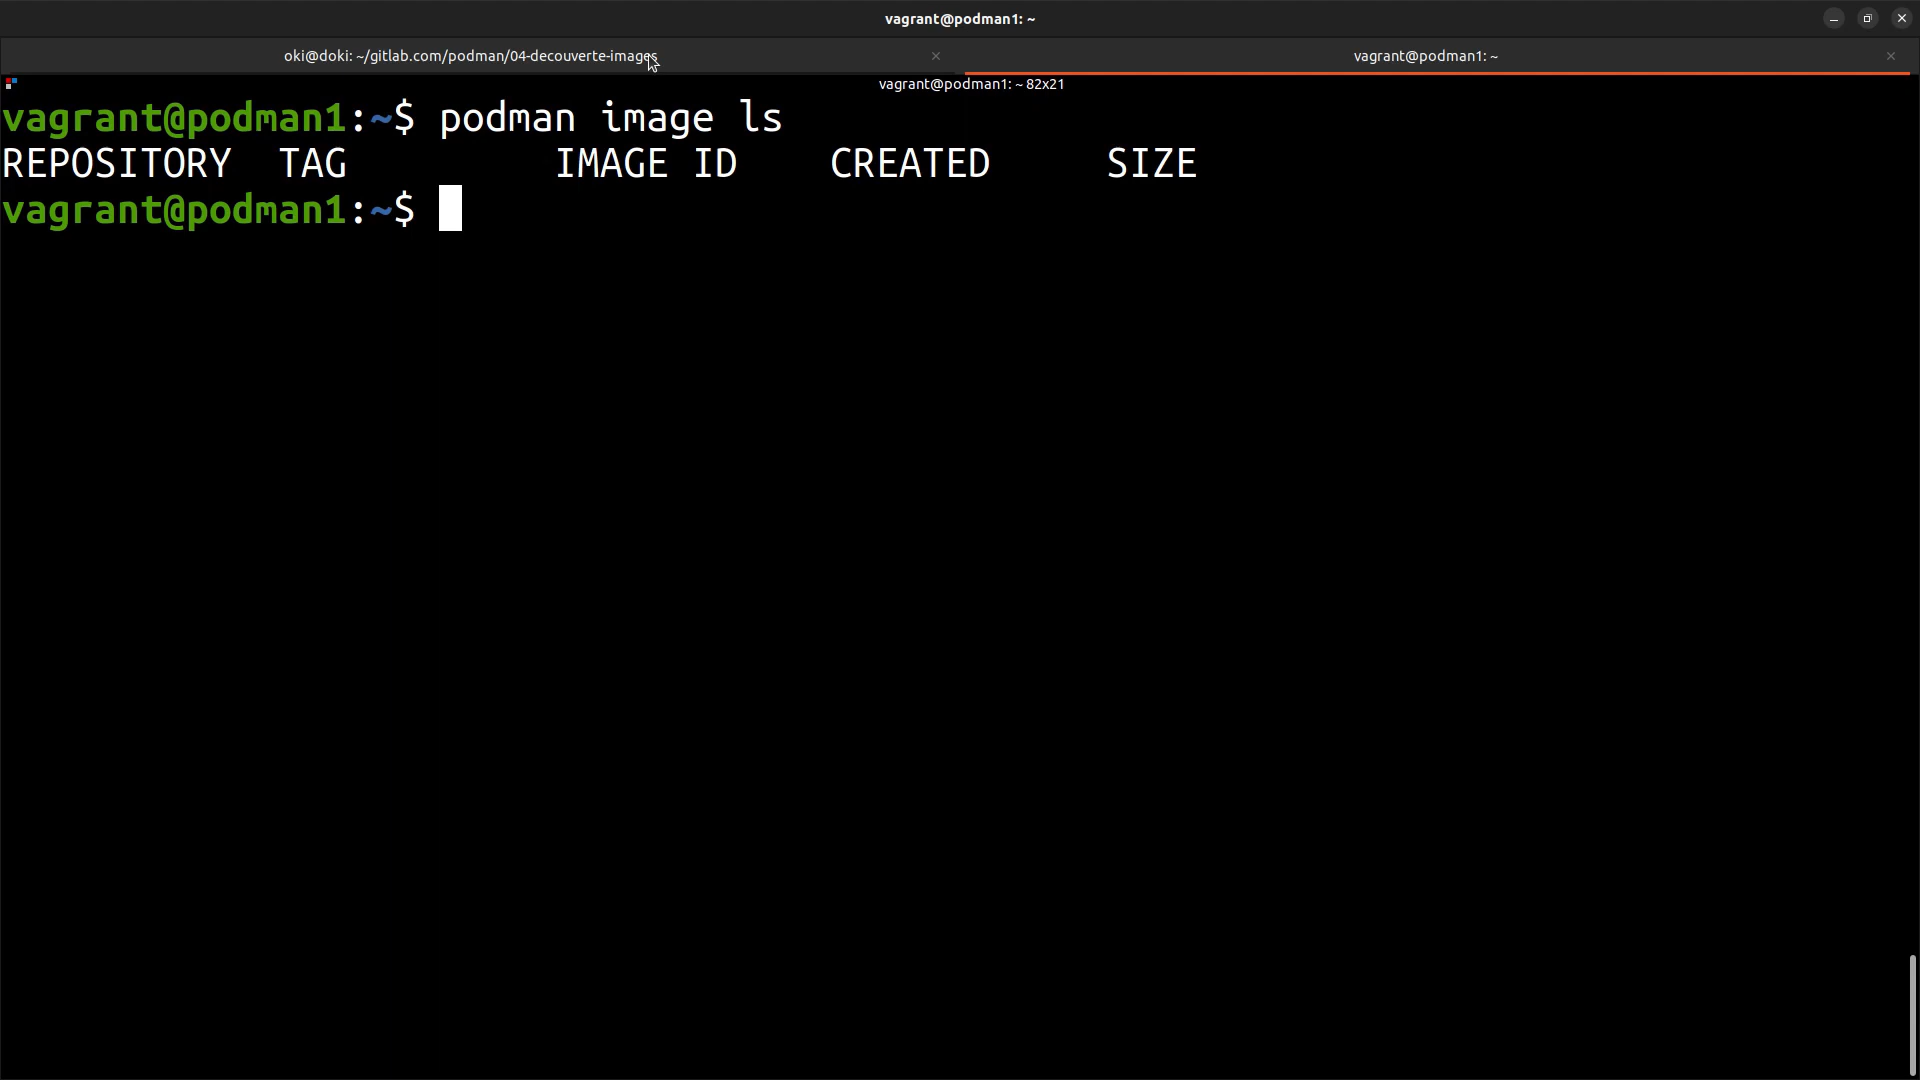 vagrant@podman1: ~
oki@doki: ~/gitlab.com/podman/04-decouverte-images
vagrant@podman1: ~
vagrant@podman1: ~ 82x21
vagrant@podman1:~$ podman image ls
REPOSITORY  TAG         IMAGE ID    CREATED     SIZE
vagrant@podman1:~$